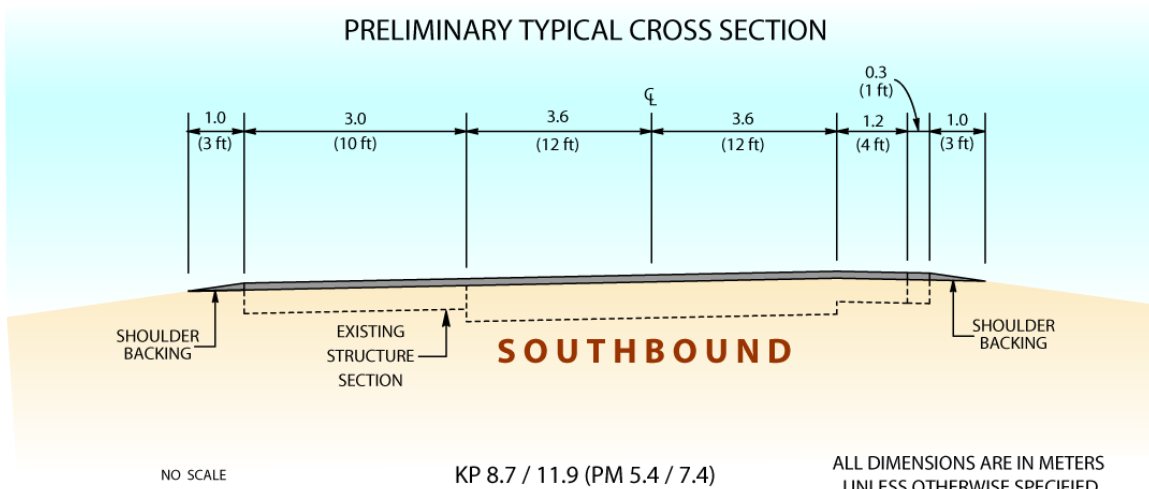 PRELIMINARY TYPICAL CROSS SECTION
0.3
(1 ft)
℄
1.0 3.0 3.6 3.6 1.2 1.0
(3 ft) (10 ft) (12 ft) (12 ft) (4 ft) (3 ft)
SHOULDER
BACKING
EXISTING
STRUCTURE
SECTION
SOUTHBOUND
SHOULDER
BACKING
NO SCALE
KP 8.7 / 11.9 (PM 5.4 / 7.4)
ALL DIMENSIONS ARE IN METERS
UNLESS OTHERWISE SPECIFIED